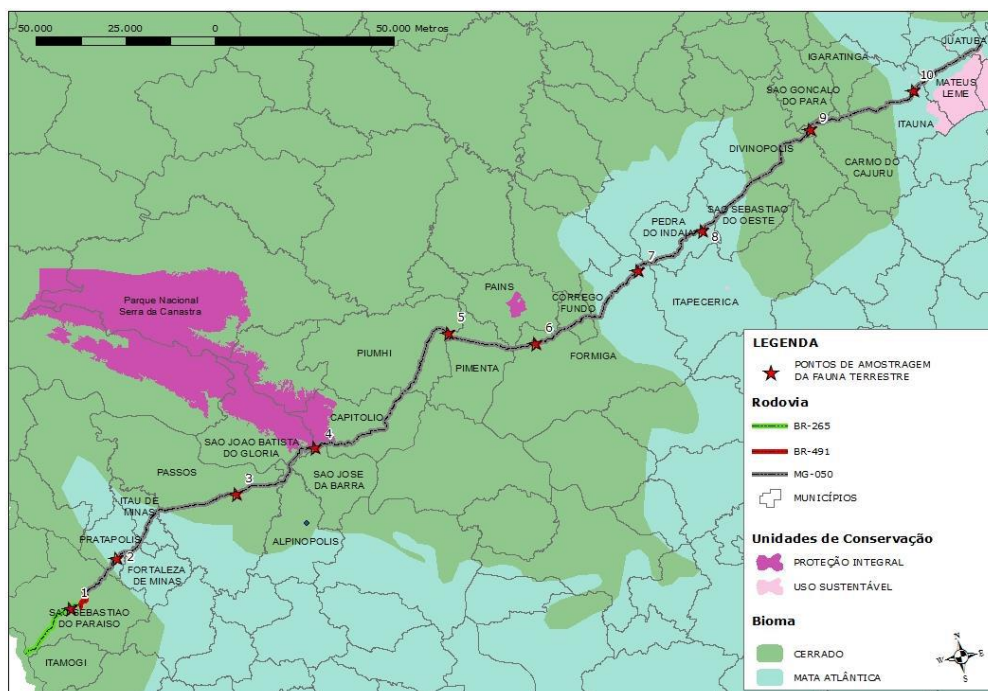 50.000
25.000
0
50.000 Metros
JUATUBA
IGARATINGA
10
MATEUS
LEME
SAO GONCALO
DO PARA
9
ITAUNA
DIVINOPOLIS
CARMO DO
CAJURU
PEDRA
DO INDAIA
SAO SEBASTIAO
DO OESTE
8
7
ITAPECERICA
PAINS
CORREGO
FUNDO
Parque Nacional
Serra da Canastra
5
6
PIUMHI
PIMENTA
FORMIGA
CAPITOLIO
4
SAO JOAO BATISTA
DO GLORIA
PASSOS
3
SAO JOSE
DA BARRA
ITAU DE
MINAS
PRATAPOLIS
ALPINOPOLIS
2
FORTALEZA
DE MINAS
1
SAO SEBASTIAO
DO PARAISO
ITAMOGI
LEGENDA
PONTOS DE AMOSTRAGEM
DA FAUNA TERRESTRE
Rodovia
BR-265
BR-491
MG-050
MUNICÍPIOS
Unidades de Conservação
PROTEÇÃO INTEGRAL
USO SUSTENTÁVEL
Bioma
CERRADO
MATA ATLÂNTICA
N
W
E
S